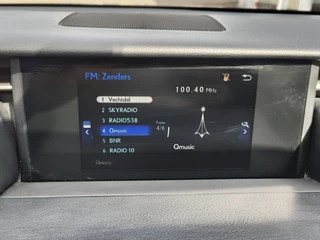 FM: Zenders
100.40 MHz
1 Vechtdal
2 SKYRADIO
3 RADIO538
4 Qmusic
5 BNR
6 RADIO 10
4/6
Qmusic
Qmusic